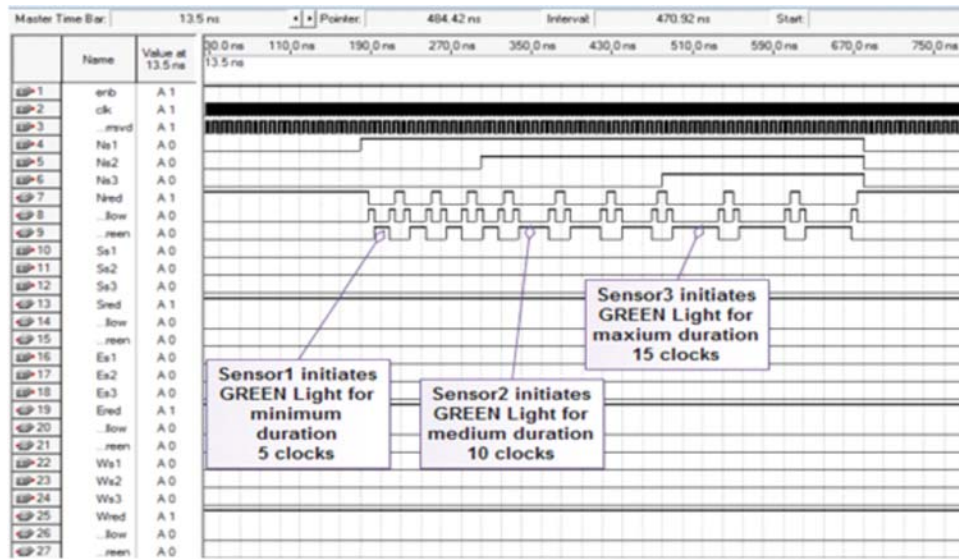 Master Time Bar: 13.5 ns Pointer: 484.42 ns Interval: 470.92 ns Start:
Name Value at 13.5 ns
30.0 ns 110.0 ns 190.0 ns 270.0 ns 350.0 ns 430.0 ns 510.0 ns 590.0 ns 670.0 ns 750.0 ns
13.5 ns
1 enb A 1
2 clk A 1
3 ...rsvd A 1
4 Ns1 A 0
5 Ns2 A 0
6 Ns3 A 0
7 Nred A 1
8 ...llow A 0
9 ...reen A 0
10 Ss1 A 0
11 Ss2 A 0
12 Ss3 A 0
13 Sred A 1
14 ...llow A 0
15 ...reen A 0
16 Es1 A 0
17 Es2 A 0
18 Es3 A 0
19 Ered A 1
20 ...llow A 0
21 ...reen A 0
22 Ws1 A 0
23 Ws2 A 0
24 Ws3 A 0
25 Wred A 1
26 ...llow A 0
27 ...reen A 0
Sensor1 initiates
GREEN Light for
minimum
duration
5 clocks
Sensor2 initiates
GREEN Light for
medium duration
10 clocks
Sensor3 initiates
GREEN Light for
maxium duration
15 clocks